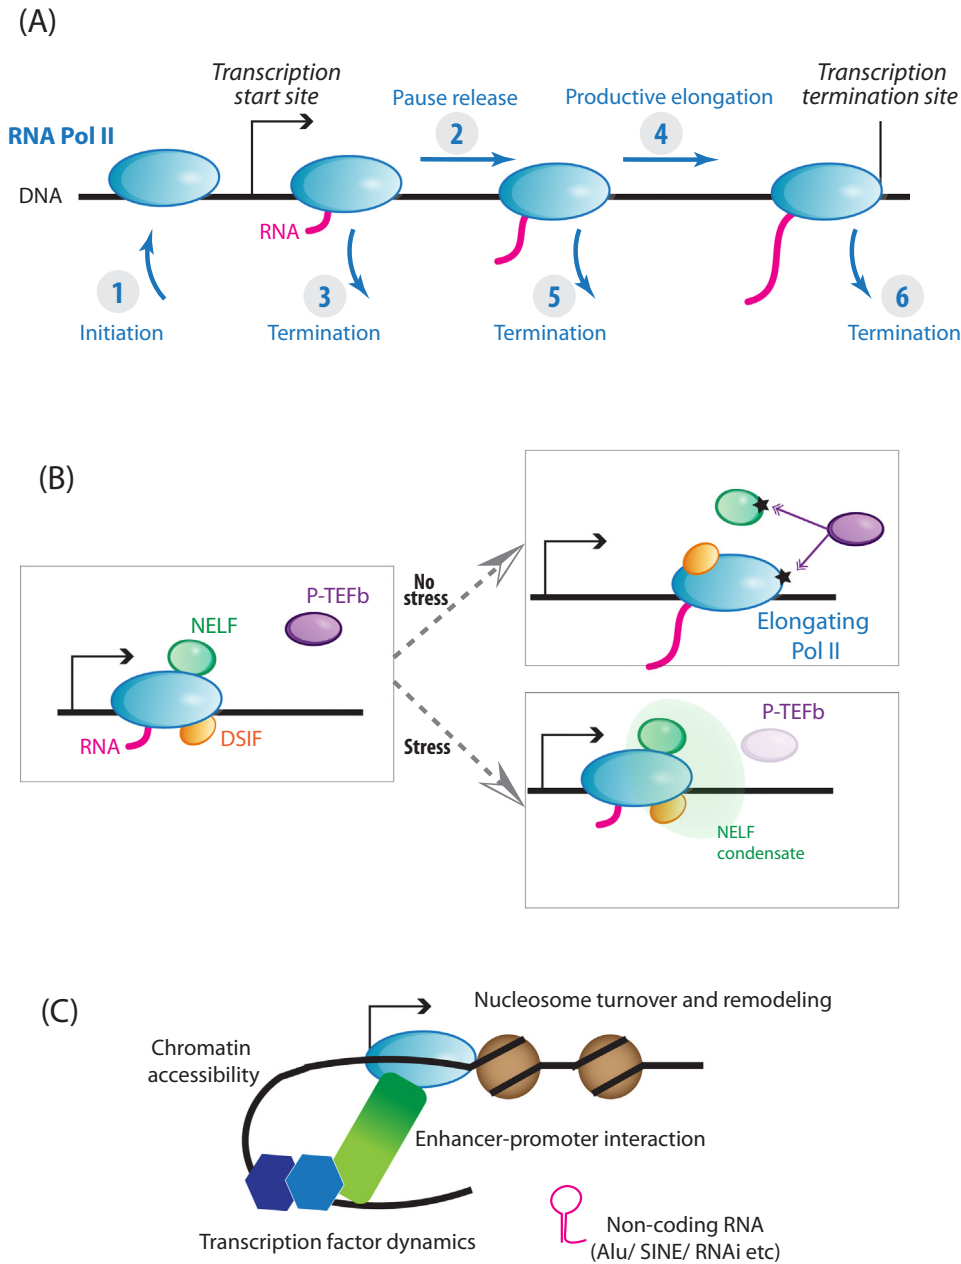 (A)
Transcription
start site
Pause release
2
Productive elongation
4
Transcription
termination site
RNA Pol II
DNA
RNA
1
Initiation
3
Termination
5
Termination
6
Termination
(B)
NELF
P-TEFb
RNA
DSIF
No
stress
Stress
Elongating
Pol II
P-TEFb
NELF
condensate
(C)
Nucleosome turnover and remodeling
Chromatin
accessibility
Enhancer-promoter interaction
Transcription factor dynamics
Non-coding RNA
(Alu/ SINE/ RNAi etc)